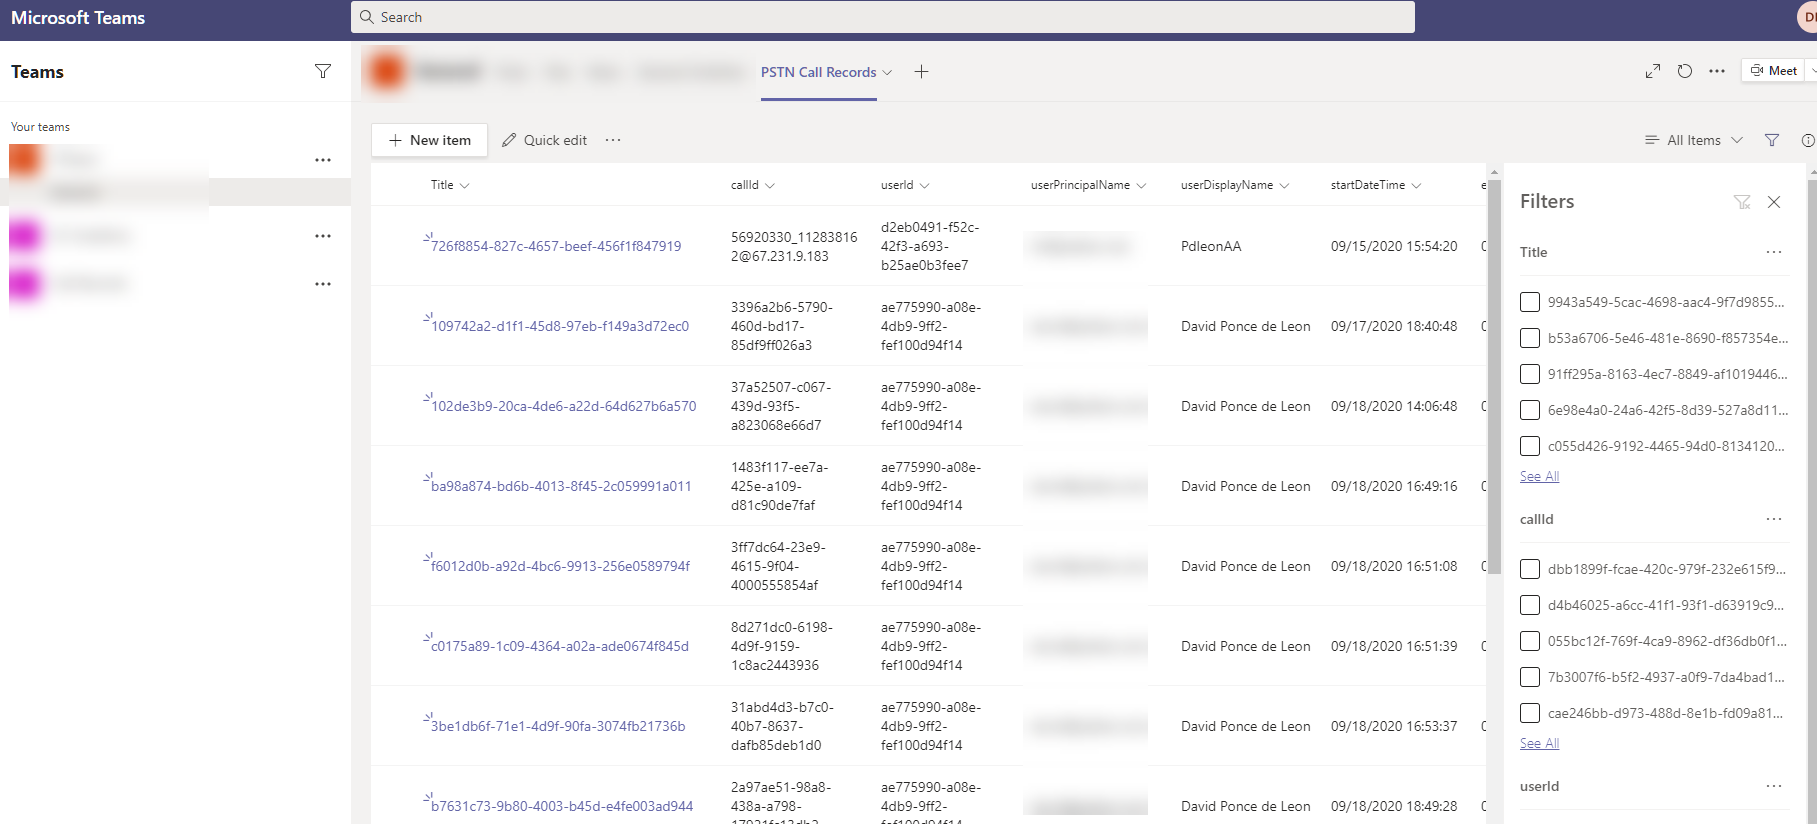 Microsoft Teams
Search
DI
Teams
Your teams
PSTN Call Records
Meet
New item
Quick edit
All Items
Title
callId
userId
userPrincipalName
userDisplayName
startDateTime
726f8854-827c-4657-beef-456f1f847919
56920330_11283816
2@67.231.9.183
d2eb0491-f52c-
42f3-a693-
b25ae0b3fee7
PdleonAA
09/15/2020 15:54:20
109742a2-d1f1-45d8-97eb-f149a3d72ec0
3396a2b6-5790-
460d-bd17-
85df9ff026a3
ae775990-a08e-
4db9-9ff2-
fef100d94f14
David Ponce de Leon
09/17/2020 18:40:48
102de3b9-20ca-4de6-a22d-64d627b6a570
37a52507-c067-
439d-93f5-
a823068e66d7
ae775990-a08e-
4db9-9ff2-
fef100d94f14
David Ponce de Leon
09/18/2020 14:06:48
ba98a874-bd6b-4013-8f45-2c059991a011
1483f117-ee7a-
425e-a109-
d81c90de7faf
ae775990-a08e-
4db9-9ff2-
fef100d94f14
David Ponce de Leon
09/18/2020 16:49:16
f6012d0b-a92d-4bc6-9913-256e0589794f
3ff7dc64-23e9-
4615-9f04-
4000555854af
ae775990-a08e-
4db9-9ff2-
fef100d94f14
David Ponce de Leon
09/18/2020 16:51:08
c0175a89-1c09-4364-a02a-ade0674f845d
8d271dc0-6198-
4d9f-9159-
1c8ac2443936
ae775990-a08e-
4db9-9ff2-
fef100d94f14
David Ponce de Leon
09/18/2020 16:51:39
3be1db6f-71e1-4d9f-90fa-3074fb21736b
31abd4d3-b7c0-
40b7-8637-
dafb85deb1d0
ae775990-a08e-
4db9-9ff2-
fef100d94f14
David Ponce de Leon
09/18/2020 16:53:37
b7631c73-9b80-4003-b45d-e4fe003ad944
2a97ae51-98a8-
438a-a798-
ae775990-a08e-
4db9-9ff2-
David Ponce de Leon
09/18/2020 18:49:28
Filters
Title
9943a549-5cac-4698-aac4-9f7d9855...
b53a6706-5e46-481e-8690-f857354e...
91ff295a-8163-4ec7-8849-af1019446...
6e98e4a0-24a6-42f5-8d39-527a8d11...
c055d426-9192-4465-94d0-8134120...
See All
callId
dbb1899f-fcae-420c-979f-232e615f9...
d4b46025-a6cc-41f1-93f1-d63919c9...
055bc12f-769f-4ca9-8962-df36db0f1...
7b3007f6-b5f2-4937-a0f9-7da4bad1...
cae246bb-d973-488d-8e1b-fd09a81...
See All
userId